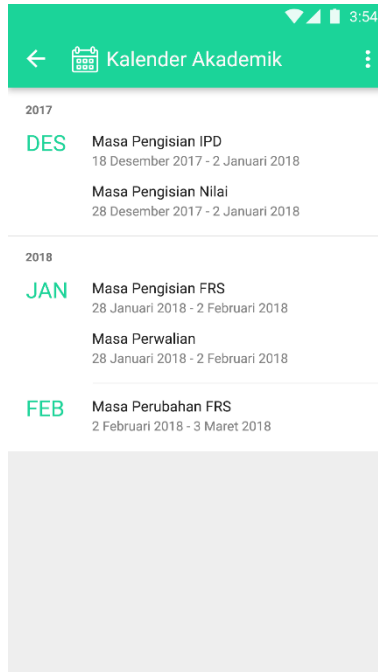 3:54
Kalender Akademik
2017
DES
Masa Pengisian IPD
18 Desember 2017 - 2 Januari 2018
Masa Pengisian Nilai
28 Desember 2017 - 2 Januari 2018
2018
JAN
Masa Pengisian FRS
28 Januari 2018 - 2 Februari 2018
Masa Perwalian
28 Januari 2018 - 2 Februari 2018
FEB
Masa Perubahan FRS
2 Februari 2018 - 3 Maret 2018